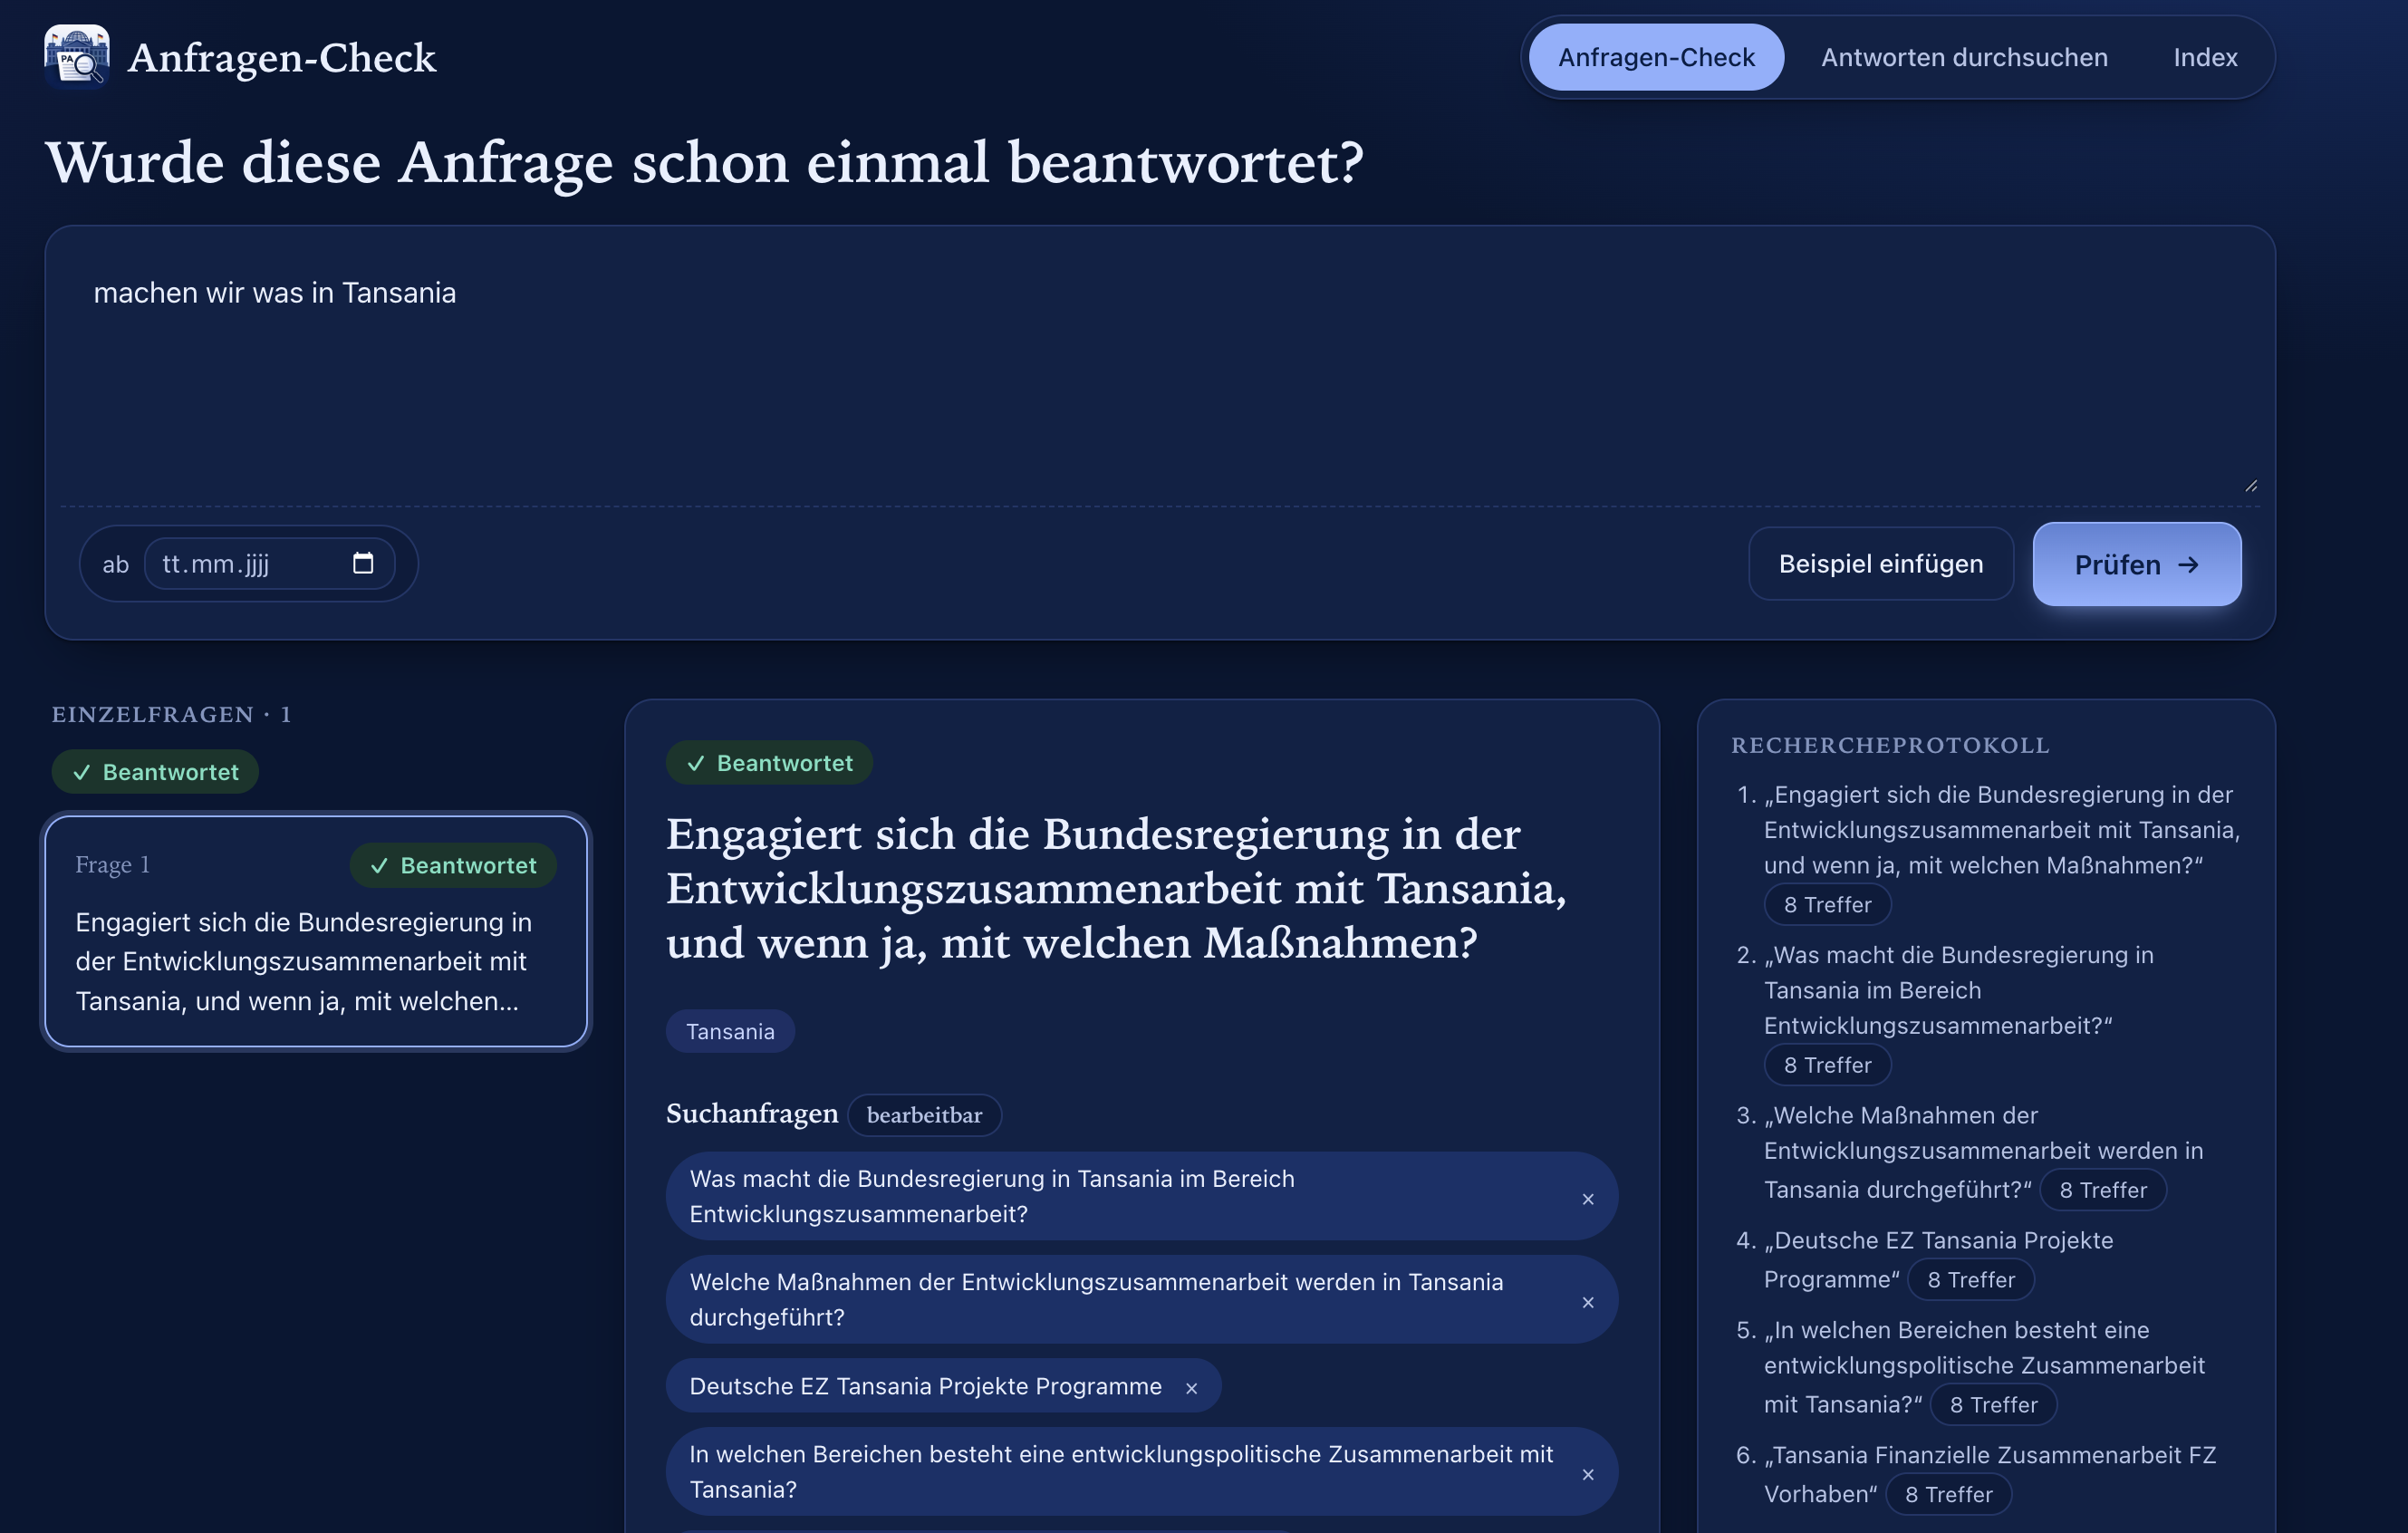 PA
Anfragen-Check
Anfragen-Check
Antworten durchsuchen
Index
Wurde diese Anfrage schon einmal beantwortet?
machen wir was in Tansania
ab
tt.mm.jjjj
Beispiel einfügen
Prüfen →
EINZELFRAGEN · 1
✓ Beantwortet
Frage 1
✓ Beantwortet
Engagiert sich die Bundesregierung in
der Entwicklungszusammenarbeit mit
Tansania, und wenn ja, mit welchen...
✓ Beantwortet
Engagiert sich die Bundesregierung in der
Entwicklungszusammenarbeit mit Tansania,
und wenn ja, mit welchen Maßnahmen?
Tansania
Suchanfragen bearbeitbar
Was macht die Bundesregierung in Tansania im Bereich
Entwicklungszusammenarbeit? ×
Welche Maßnahmen der Entwicklungszusammenarbeit werden in Tansania
durchgeführt? ×
Deutsche EZ Tansania Projekte Programme ×
In welchen Bereichen besteht eine entwicklungspolitische Zusammenarbeit mit
Tansania? ×
RECHERCHEPROTOKOLL
1. „Engagiert sich die Bundesregierung in der
Entwicklungszusammenarbeit mit Tansania,
und wenn ja, mit welchen Maßnahmen?“
8 Treffer
2. „Was macht die Bundesregierung in
Tansania im Bereich
Entwicklungszusammenarbeit?“
8 Treffer
3. „Welche Maßnahmen der
Entwicklungszusammenarbeit werden in
Tansania durchgeführt?“ 8 Treffer
4. „Deutsche EZ Tansania Projekte
Programme“ 8 Treffer
5. „In welchen Bereichen besteht eine
entwicklungspolitische Zusammenarbeit
mit Tansania?“ 8 Treffer
6. „Tansania Finanzielle Zusammenarbeit FZ
Vorhaben“ 8 Treffer